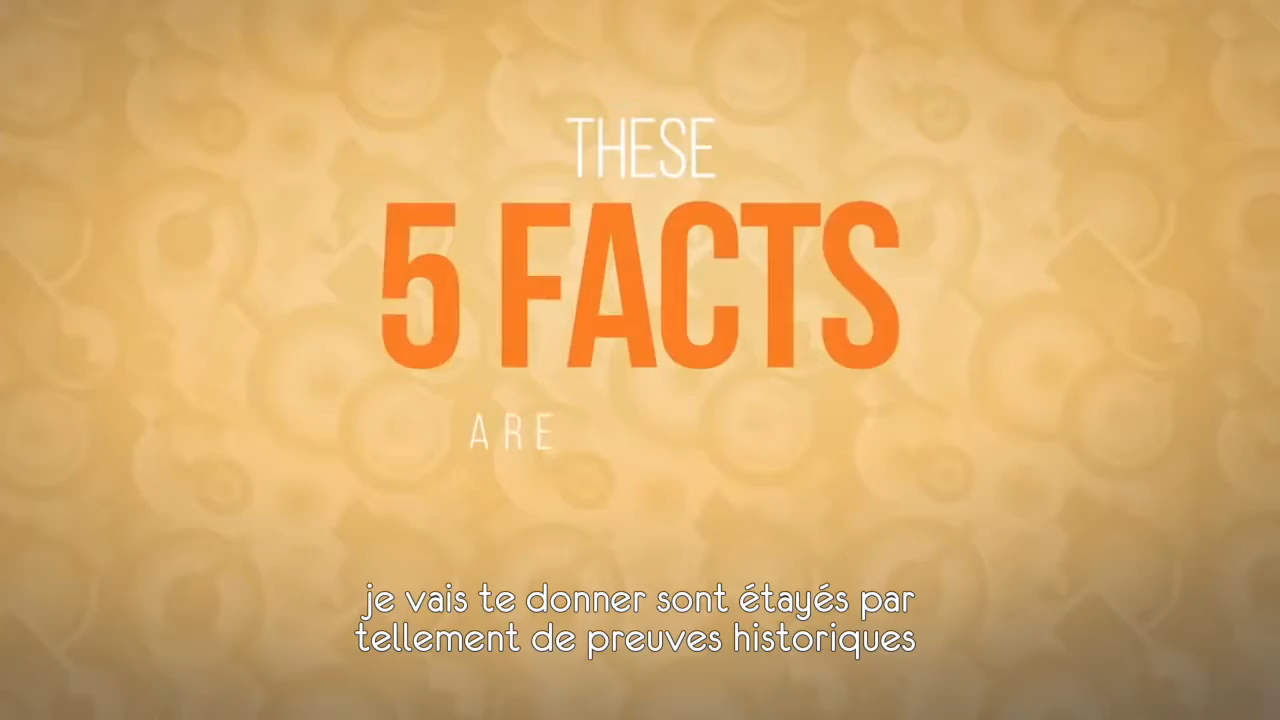 THESE
5 FACTS
ARE
je vais te donner sont étayés par
tellement de preuves historiques